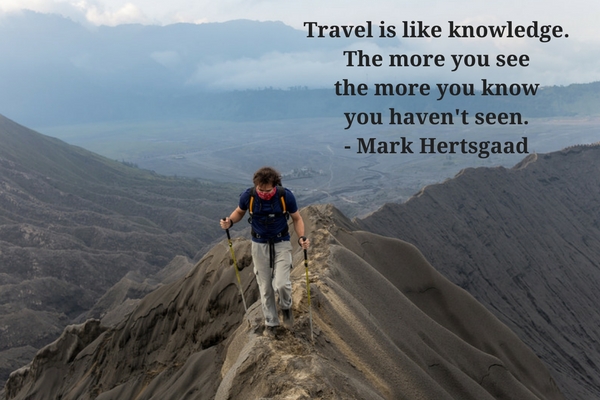 Travel is like knowledge.
The more you see
the more you know
you haven't seen.
- Mark Hertsgaad